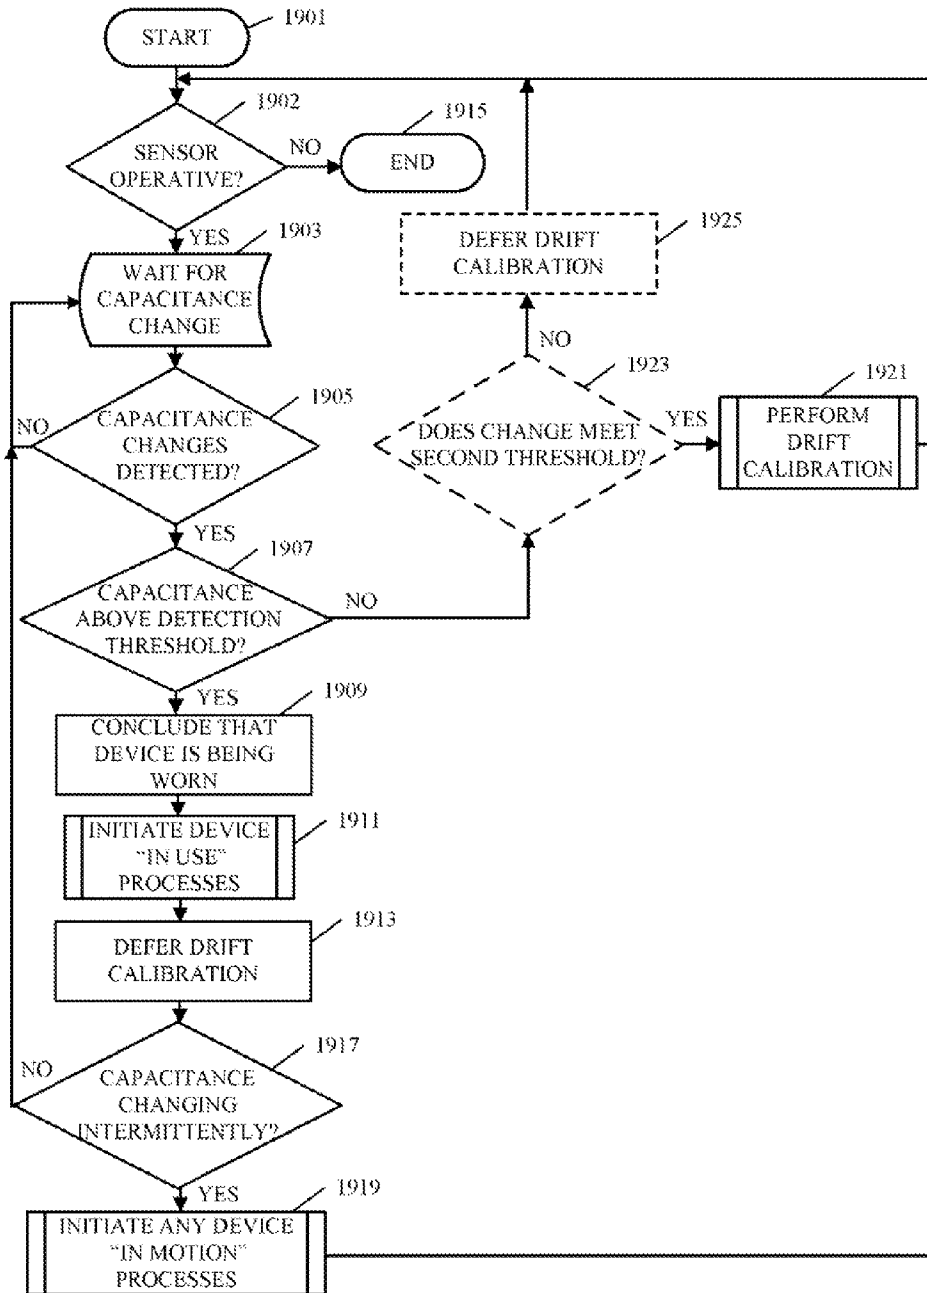 1901
START
1902
SENSOR
OPERATIVE?
NO
1915
END
YES
1903
WAIT FOR
CAPACITANCE
CHANGE
1905
NO
CAPACITANCE
CHANGES
DETECTED?
YES
1907
CAPACITANCE
ABOVE DETECTION
THRESHOLD?
NO
1925
DEFER DRIFT
CALIBRATION
NO
1923
DOES CHANGE MEET
SECOND THRESHOLD?
YES
1921
PERFORM
DRIFT
CALIBRATION
YES
1909
CONCLUDE THAT
DEVICE IS BEING
WORN
1911
INITIATE DEVICE
“IN USE”
PROCESSES
1913
DEFER DRIFT
CALIBRATION
1917
NO
CAPACITANCE
CHANGING
INTERMITTENTLY?
YES
1919
INITIATE ANY DEVICE
“IN MOTION”
PROCESSES